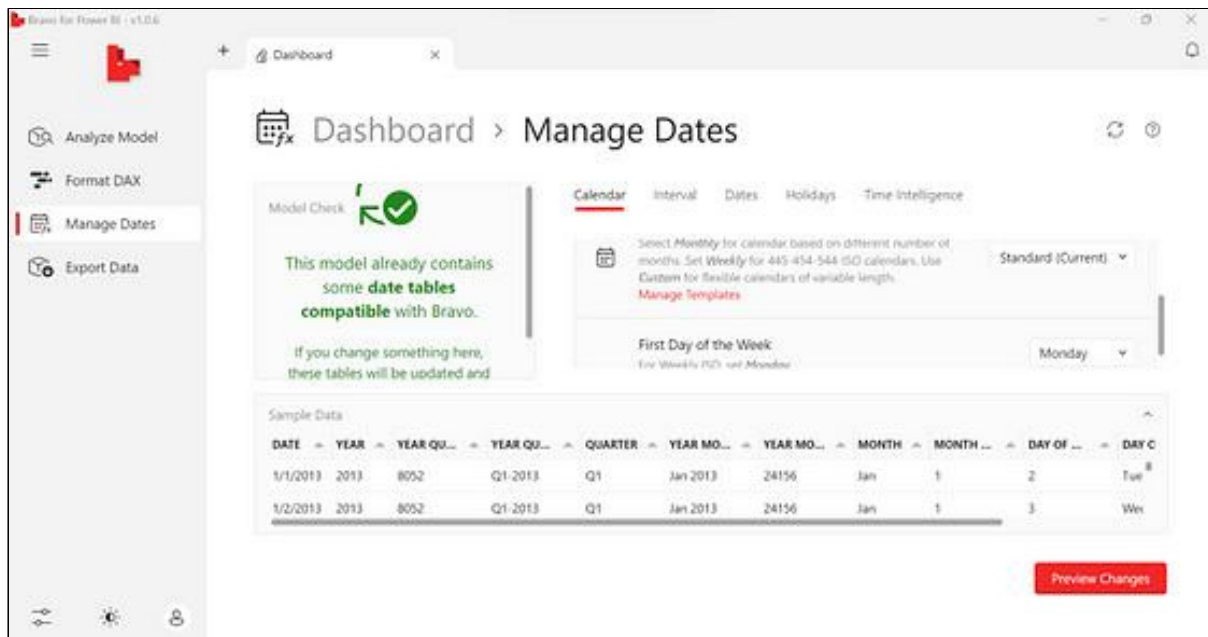 Bravo for Power BI - v1.0.6
Dashboard
Analyze Model
Format DAX
Manage Dates
Export Data
Dashboard > Manage Dates
Model Check
This model already contains
some date tables
compatible with Bravo.
If you change something here,
these tables will be updated and
Calendar Interval Dates Holidays Time Intelligence
Select Monthly for calendar based on different number of
months. Set Weekly for 445-454-544 ISO calendars. Use
Custom for flexible calendars of variable length.
Manage Templates
Standard (Current)
First Day of the Week
For Weekly ISO, set Monday
Monday
Sample Data
DATE YEAR YEAR QU... YEAR QU... QUARTER YEAR MO... YEAR MO... MONTH MONTH ... DAY OF ... DAY C
1/1/2013 2013 8052 Q1-2013 Q1 Jan 2013 24156 Jan 1 2 Tue
1/2/2013 2013 8052 Q1-2013 Q1 Jan 2013 24156 Jan 1 3 Wei
Preview Changes